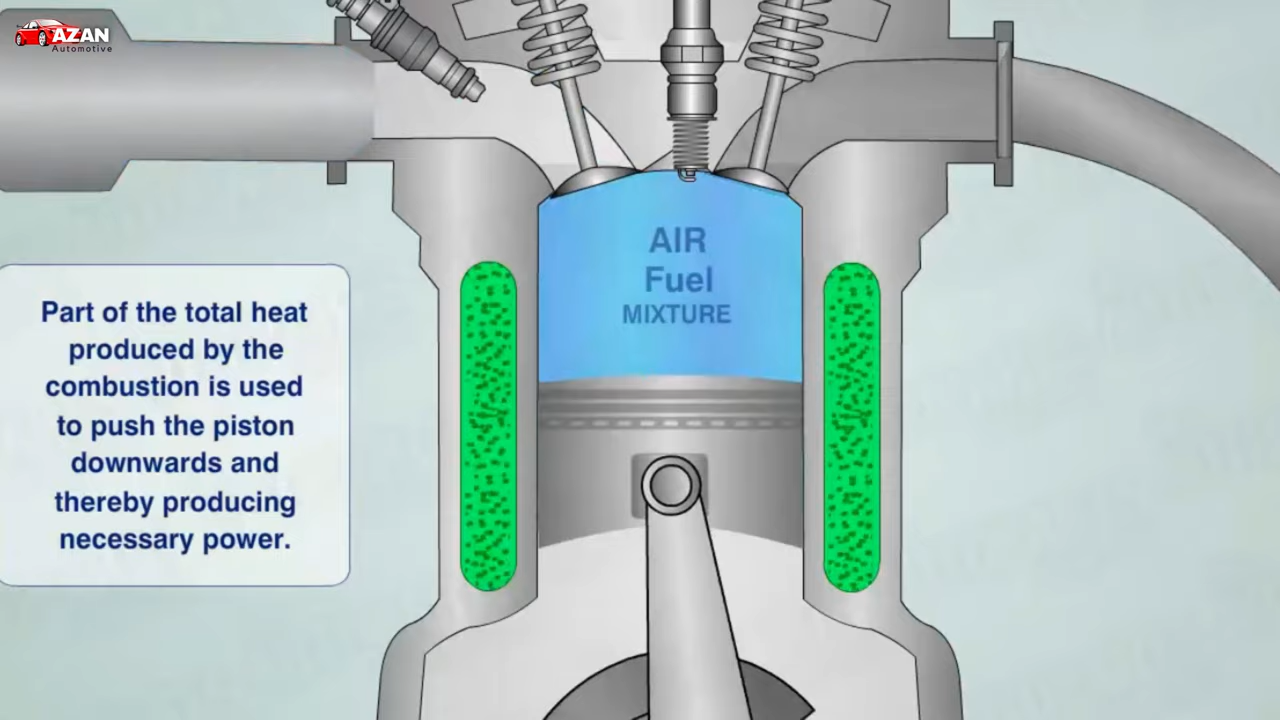 AZAN
Automotive
AIR
Fuel
MIXTURE
Part of the total heat
produced by the
combustion is used
to push the piston
downwards and
thereby producing
necessary power.